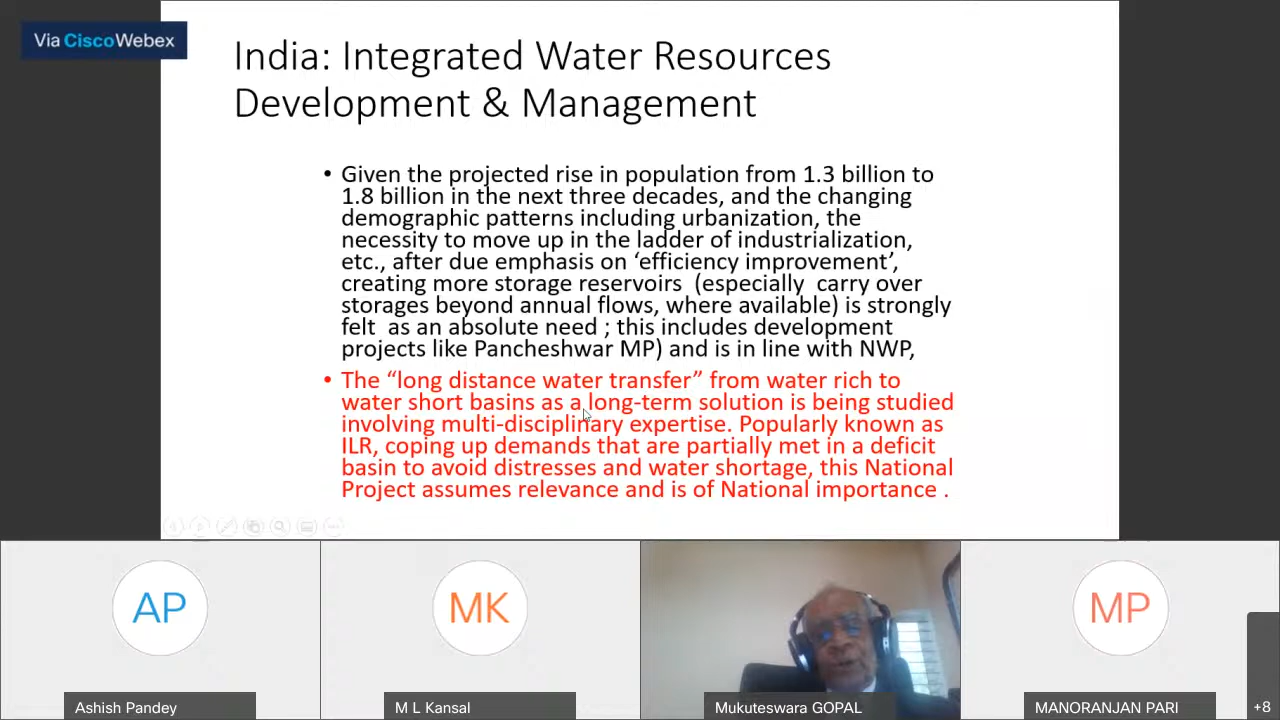 Via CiscoWebex
India: Integrated Water Resources
Development & Management
• Given the projected rise in population from 1.3 billion to
1.8 billion in the next three decades, and the changing
demographic patterns including urbanization, the
necessity to move up in the ladder of industrialization,
etc., after due emphasis on ‘efficiency improvement’,
creating more storage reservoirs (especially carry over
storages beyond annual flows, where available) is strongly
felt as an absolute need ; this includes development
projects like Pancheshwar MP) and is in line with NWP,
• The “long distance water transfer” from water rich to
water short basins as a long-term solution is being studied
involving multi-disciplinary expertise. Popularly known as
ILR, coping up demands that are partially met in a deficit
basin to avoid distresses and water shortage, this National
Project assumes relevance and is of National importance .
AP
MK
MP
Ashish Pandey
M L Kansal
Mukuteswara GOPAL
MANORANJAN PARI
+8